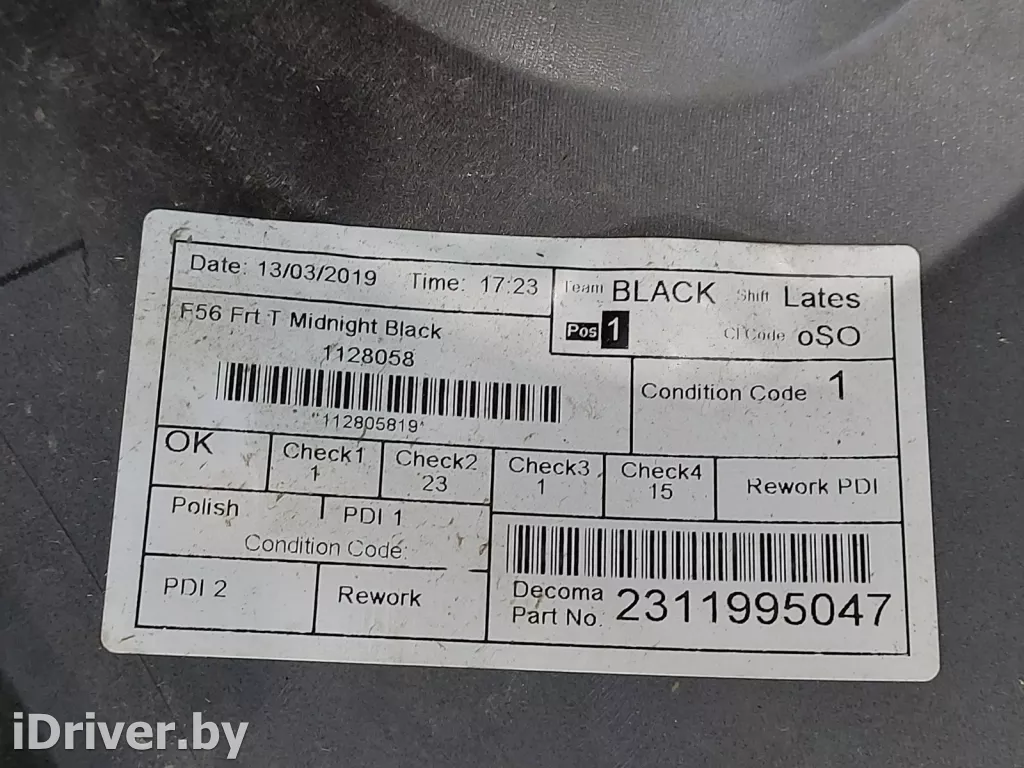 Date: 13/03/2019 Time: 17:23
Team BLACK Shift Lates
Pos 1 CI Code oSO
F56 Frt T Midnight Black
1128058
*112805819*
Condition Code 1
OK Check1 Check2 Check3 Check4 Rework PDI
1 23 1 15
Polish PDI 1
Condition Code:
PDI 2 Rework
Decoma
Part No. 2311995047
iDriver.by